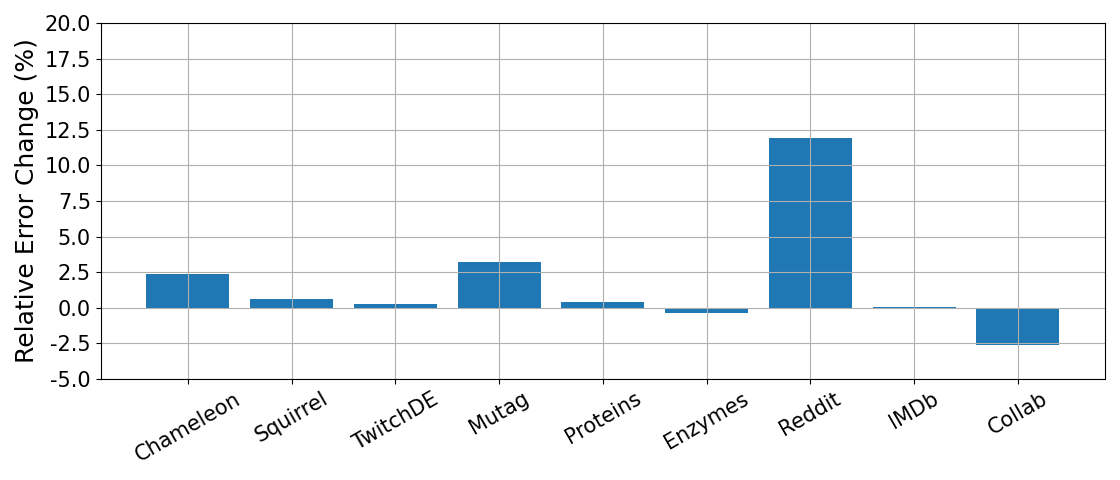 Relative Error Change (%)
20.0
17.5
15.0
12.5
10.0
7.5
5.0
2.5
0.0
-2.5
-5.0
Chameleon
Squirrel
TwitchDE
Mutag
Proteins
Enzymes
Reddit
IMDb
Collab